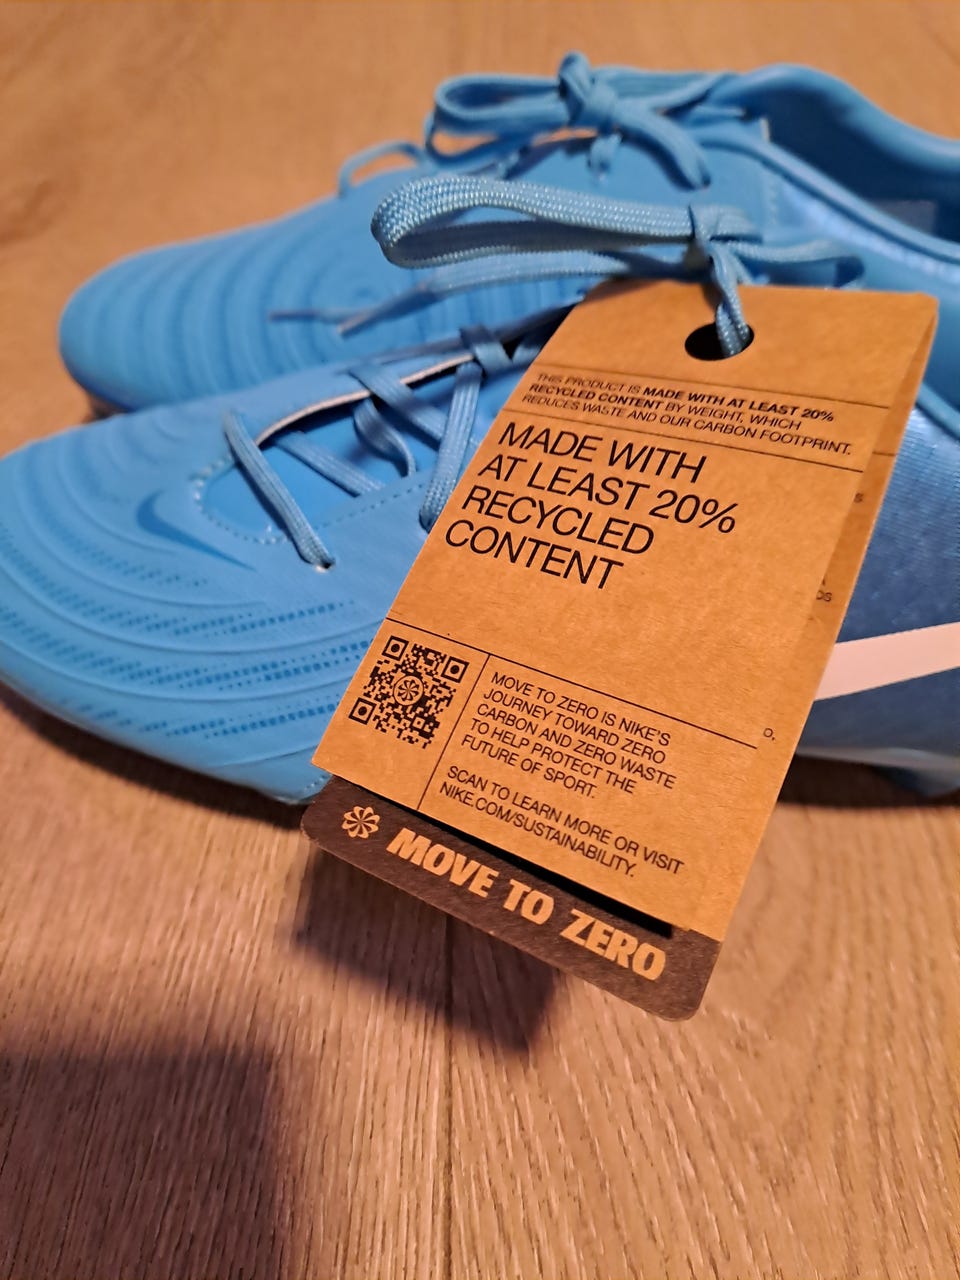 THIS PRODUCT IS MADE WITH AT LEAST 20%
RECYCLED CONTENT BY WEIGHT, WHICH
REDUCES WASTE AND OUR CARBON FOOTPRINT.
MADE WITH
AT LEAST 20%
RECYCLED
CONTENT
MOVE TO ZERO IS NIKE'S
JOURNEY TOWARD ZERO
CARBON AND ZERO WASTE
TO HELP PROTECT THE
FUTURE OF SPORT.
SCAN TO LEARN MORE OR VISIT
NIKE.COM/SUSTAINABILITY.
MOVE TO ZERO